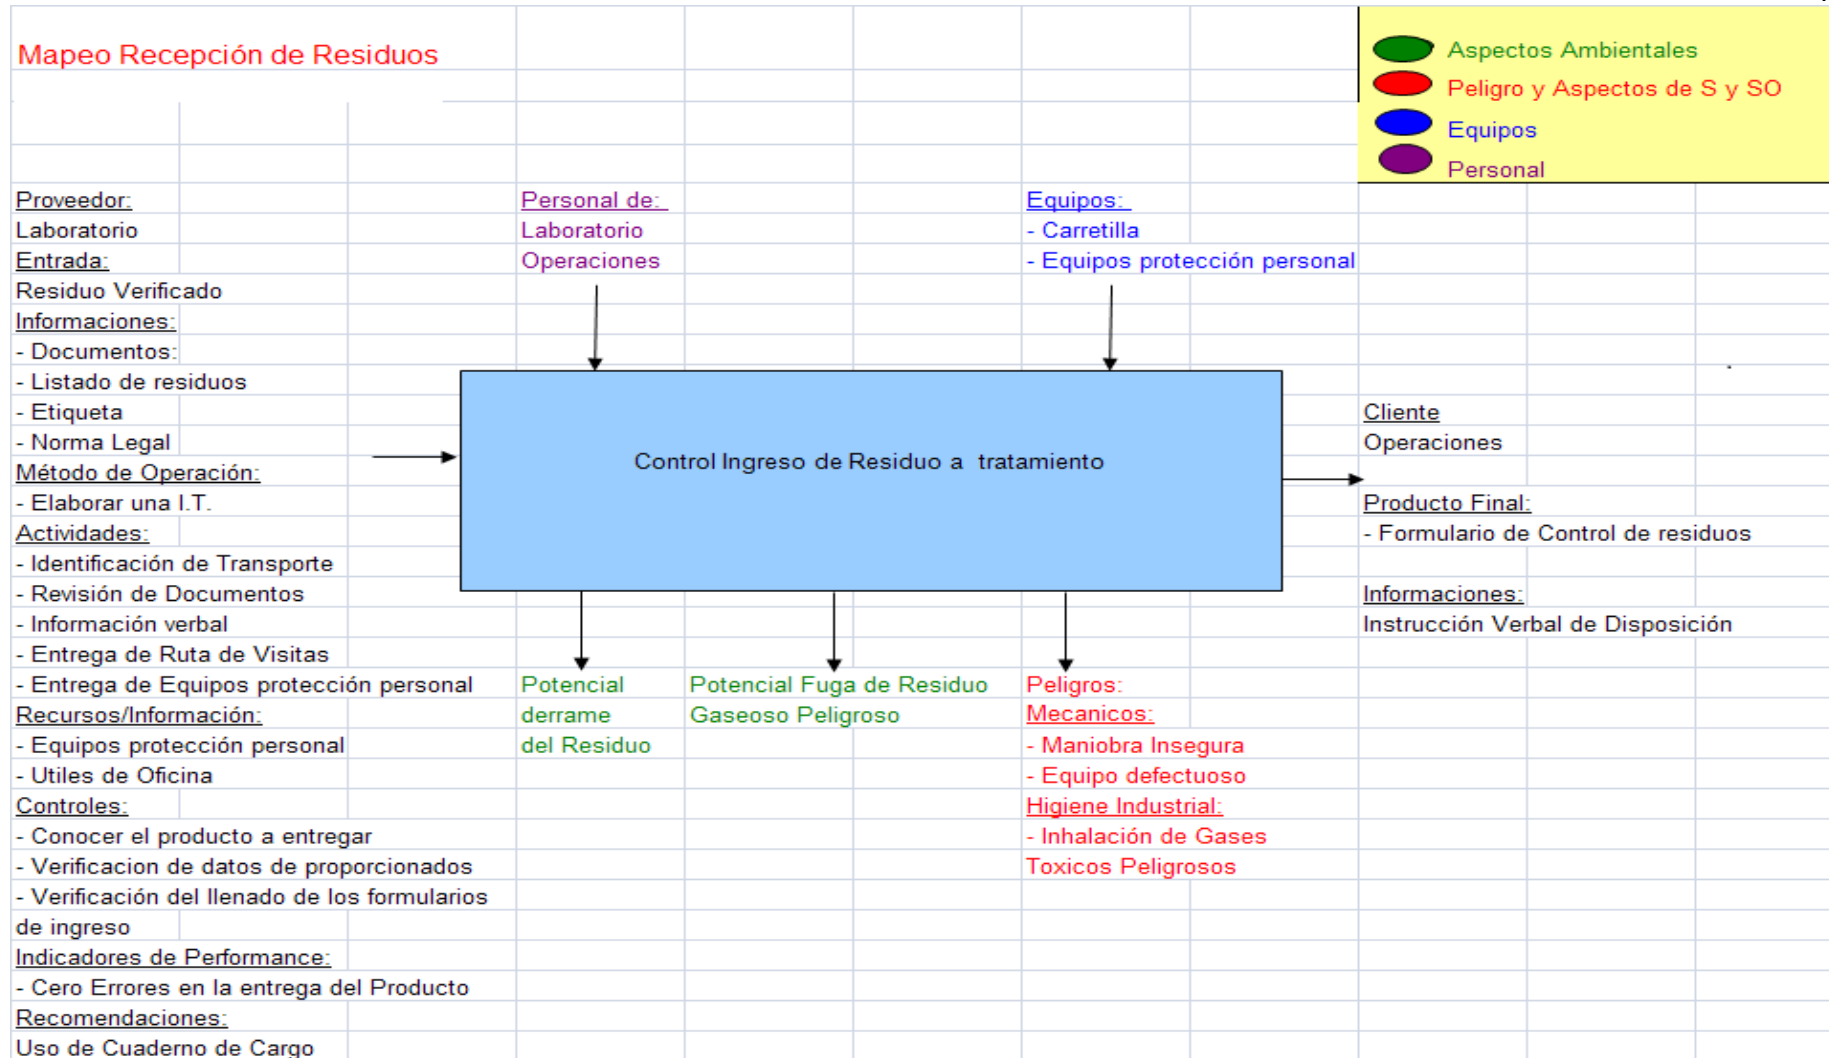 Mapeo Recepción de Residuos
Aspectos Ambientales
Peligro y Aspectos de S y SO
Equipos
Personal
Proveedor:
Laboratorio
Entrada:
Residuo Verificado
Informaciones:
- Documentos:
- Listado de residuos
- Etiqueta
- Norma Legal
Método de Operación:
- Elaborar una I.T.
Actividades:
- Identificación de Transporte
- Revisión de Documentos
- Información verbal
- Entrega de Ruta de Visitas
- Entrega de Equipos protección personal
Recursos/Información:
- Equipos protección personal
- Utiles de Oficina
Controles:
- Conocer el producto a entregar
- Verificacion de datos de proporcionados
- Verificación del llenado de los formularios
de ingreso
Indicadores de Performance:
- Cero Errores en la entrega del Producto
Recomendaciones:
Uso de Cuaderno de Cargo
Personal de:
Laboratorio
Operaciones
Equipos:
- Carretilla
- Equipos protección personal
Control Ingreso de Residuo a tratamiento
Potencial
derrame
del Residuo
Potencial Fuga de Residuo
Gaseoso Peligroso
Peligros:
Mecanicos:
- Maniobra Insegura
- Equipo defectuoso
Higiene Industrial:
- Inhalación de Gases
Toxicos Peligrosos
Cliente
Operaciones
Producto Final:
- Formulario de Control de residuos
Informaciones:
Instrucción Verbal de Disposición